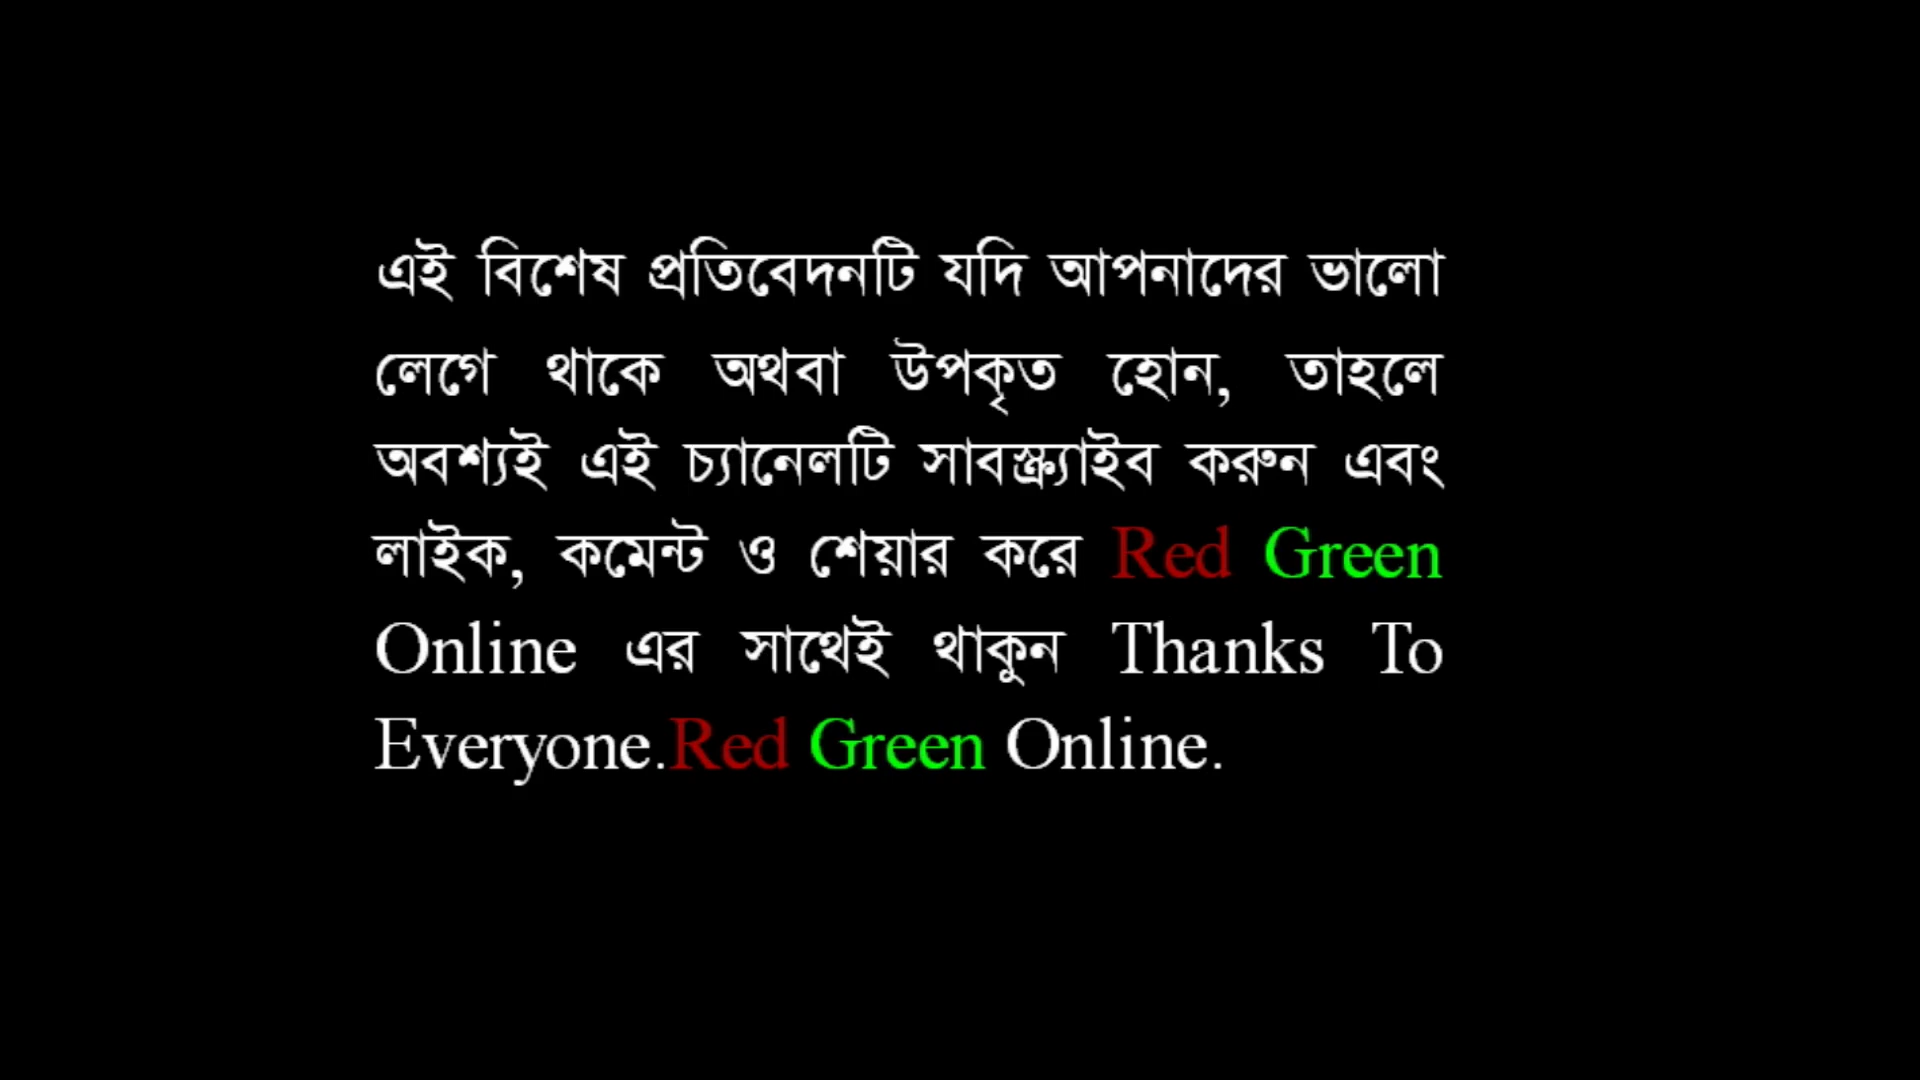 এই বিশেষ প্রতিবেদনটি যদি আপনাদের ভালো
লেগে থাকে অথবা উপকৃত হোন, তাহলে
অবশ্যই এই চ্যানেলটি সাবস্ক্র্যাইব করুন এবং
লাইক, কমেন্ট ও শেয়ার করে Red Green
Online এর সাথেই থাকুন Thanks To
Everyone.Red Green Online.